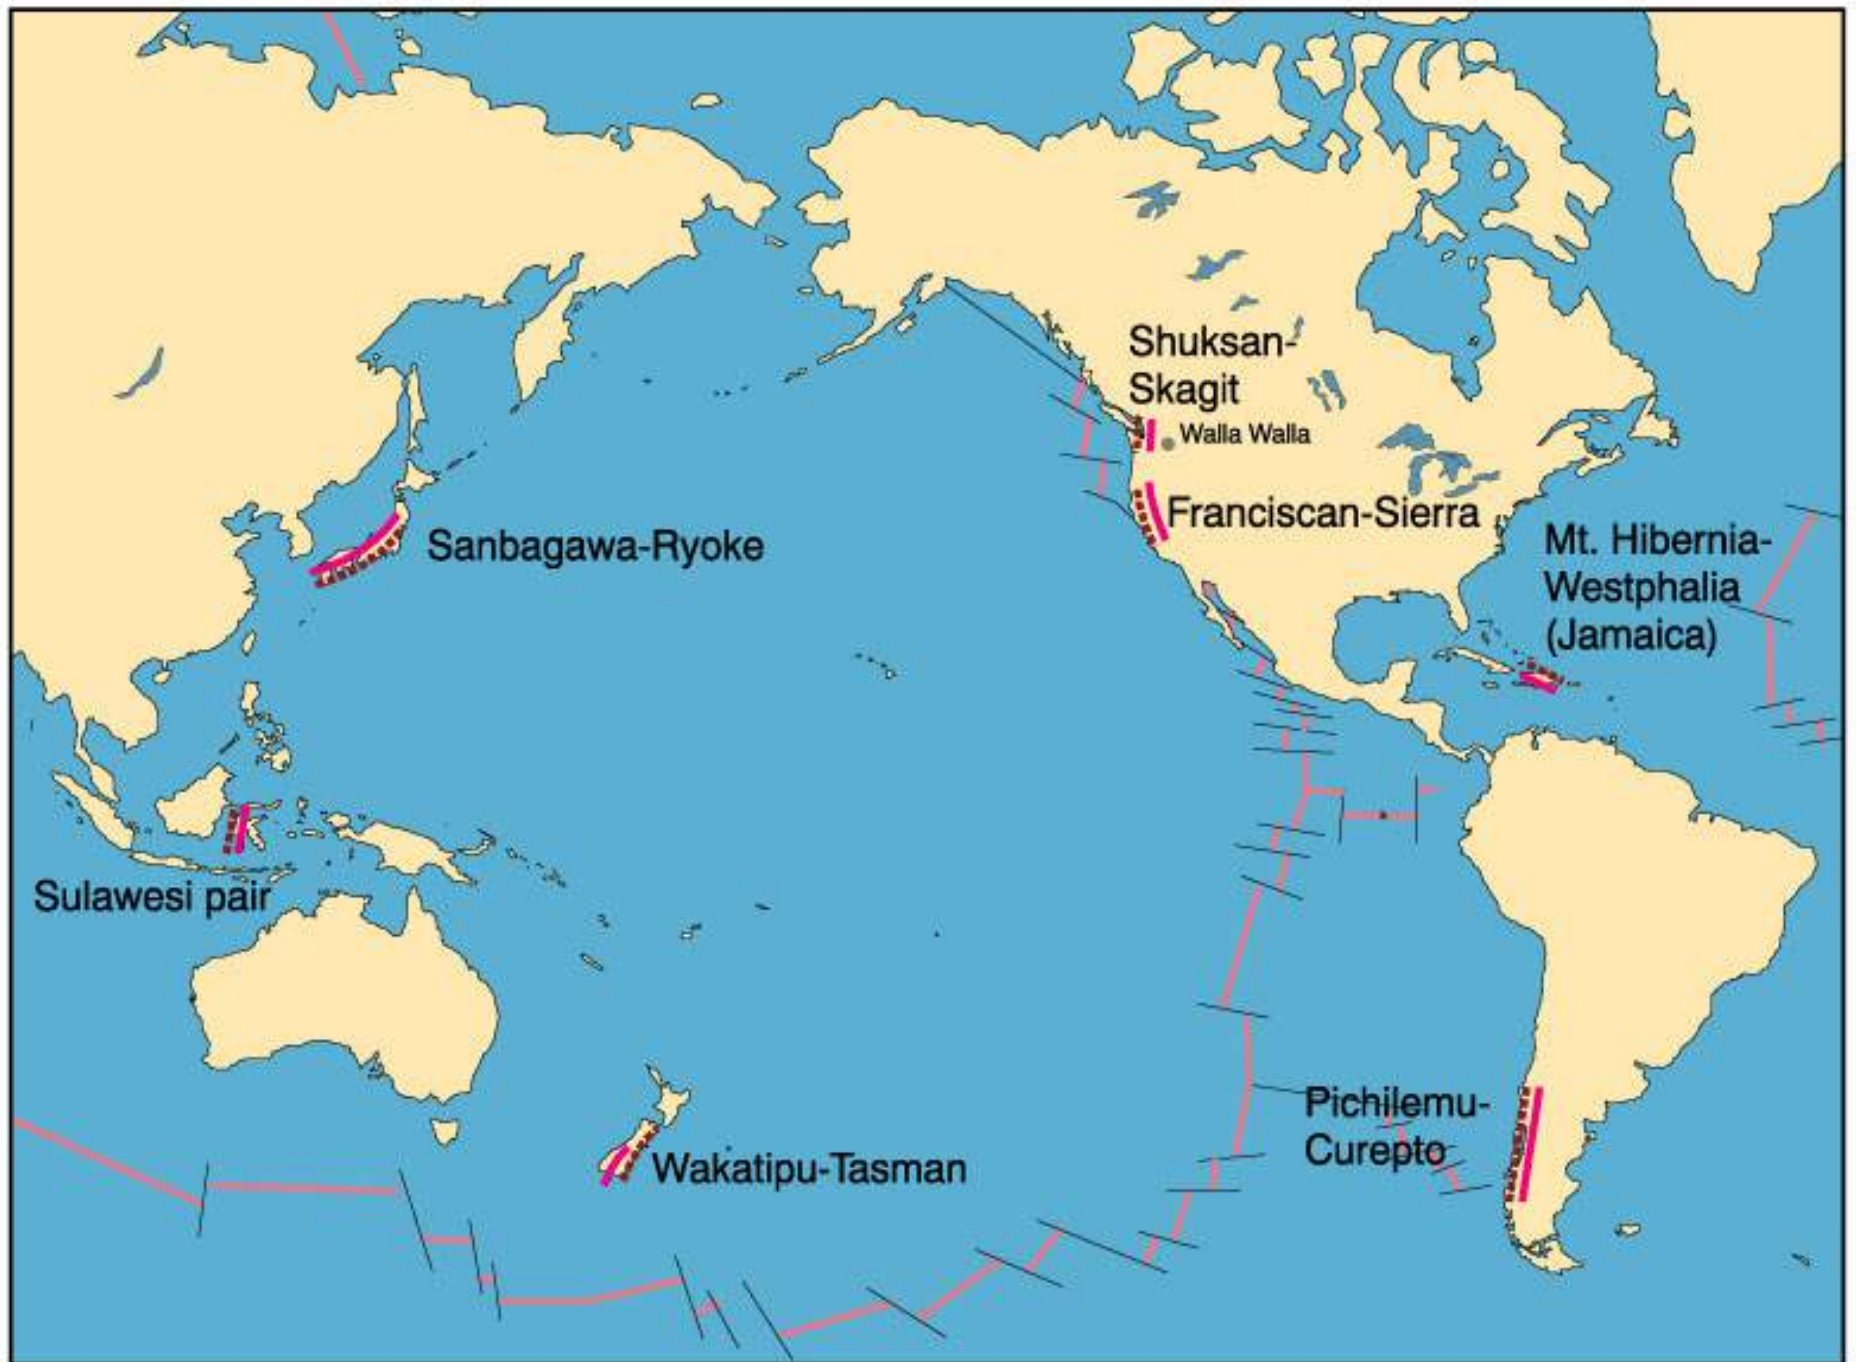 Shuksan-
Skagit
Walla Walla
Franciscan-Sierra
Sanbagawa-Ryoke
Mt. Hibernia-
Westphalia
(Jamaica)
Sulawesi pair
Pichilemu-
Curepto
Wakatipu-Tasman